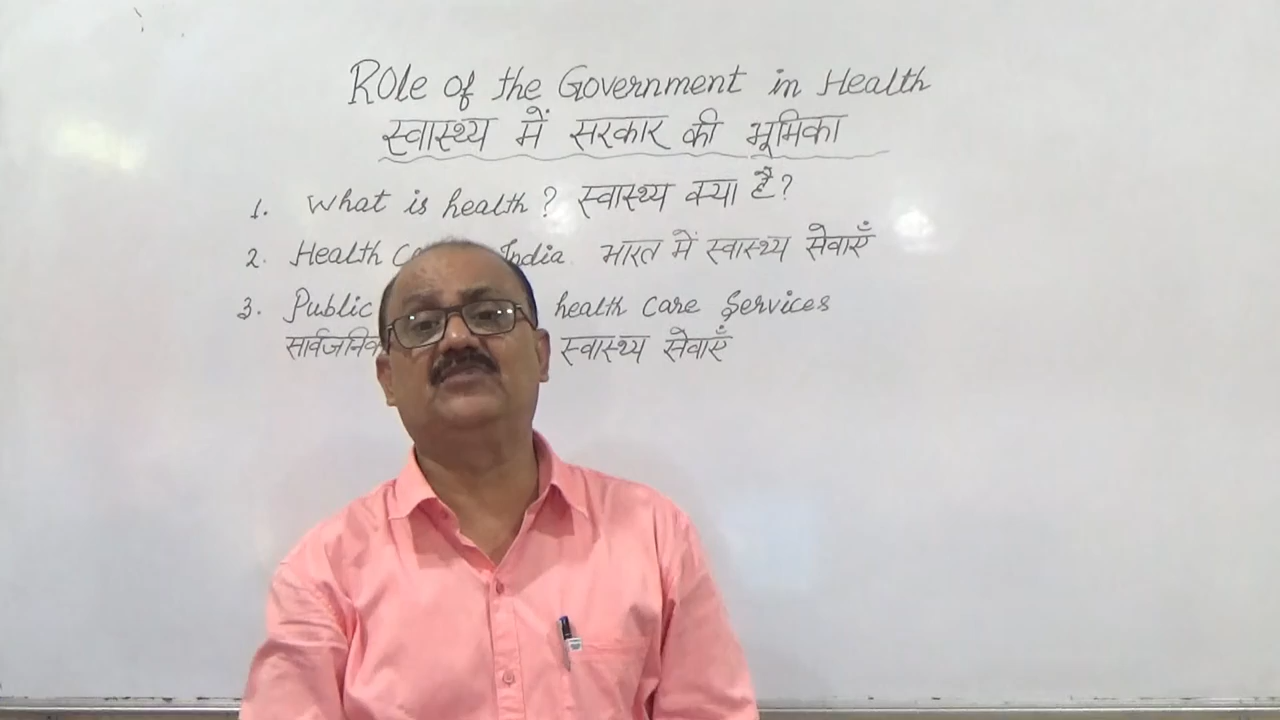 Role of the Government in Health
स्वास्थ्य में सरकार की भूमिका
1. What is health? स्वास्थ्य क्या है?
2. Health India भारत में स्वास्थ्य सेवाएँ
3. Public health care Services
सार्वजनिक स्वास्थ्य सेवाएँ